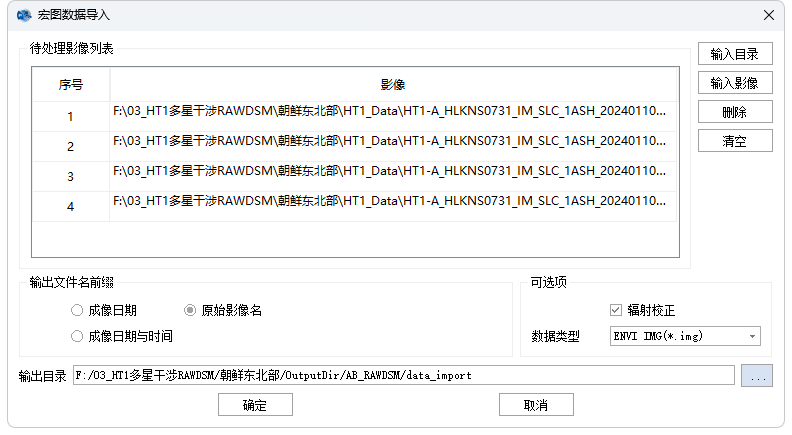 宏图数据导入
待处理影像列表
序号 影像
1 F:\03_HT1多星干涉RAWDSM\朝鲜东北部\HT1_Data\HT1-A_HLKNS0731_IM_SLC_1ASH_20240110...
2 F:\03_HT1多星干涉RAWDSM\朝鲜东北部\HT1_Data\HT1-A_HLKNS0731_IM_SLC_1ASH_20240110...
3 F:\03_HT1多星干涉RAWDSM\朝鲜东北部\HT1_Data\HT1-A_HLKNS0731_IM_SLC_1ASH_20240110...
4 F:\03_HT1多星干涉RAWDSM\朝鲜东北部\HT1_Data\HT1-A_HLKNS0731_IM_SLC_1ASH_20240110...
输入目录
输入影像
删除
清空
输出文件名前缀
成像日期 原始影像名
成像日期与时间
可选项
辐射校正
数据类型 ENVI IMG(*.img)
输出目录 F:/03_HT1多星干涉RAWDSM/朝鲜东北部/OutputDir/AB_RAWDSM/data_import ...
确定 取消